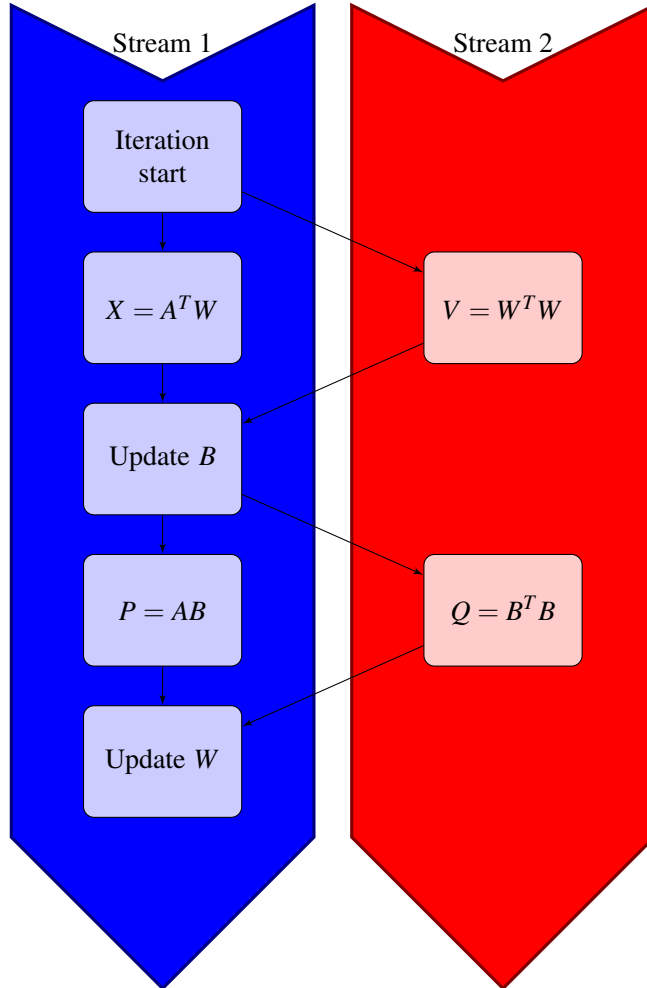 Stream 1
Stream 2
Iteration
start
X = A^T W
V = W^T W
Update B
P = AB
Q = B^T B
Update W